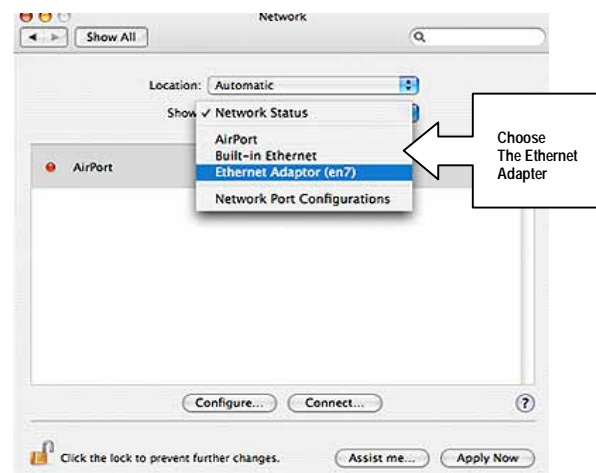 Network
Show All
Location: Automatic
Show ✓ Network Status
AirPort
Built-in Ethernet
Ethernet Adaptor (en7)
Network Port Configurations
Choose
The Ethernet
Adapter
AirPort
Configure... Connect... ?
Click the lock to prevent further changes. Assist me... Apply Now